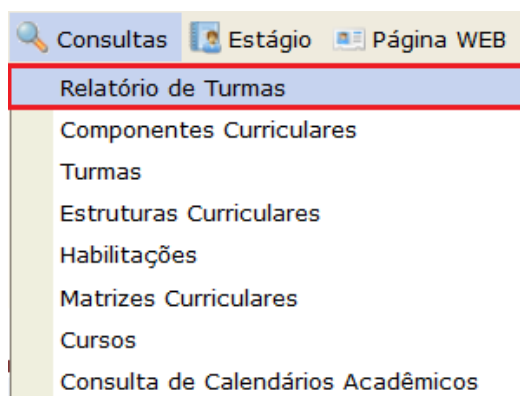 Consultas Estágio Página WEB
Relatório de Turmas
Componentes Curriculares
Turmas
Estruturas Curriculares
Habilitações
Matrizes Curriculares
Cursos
Consulta de Calendários Acadêmicos